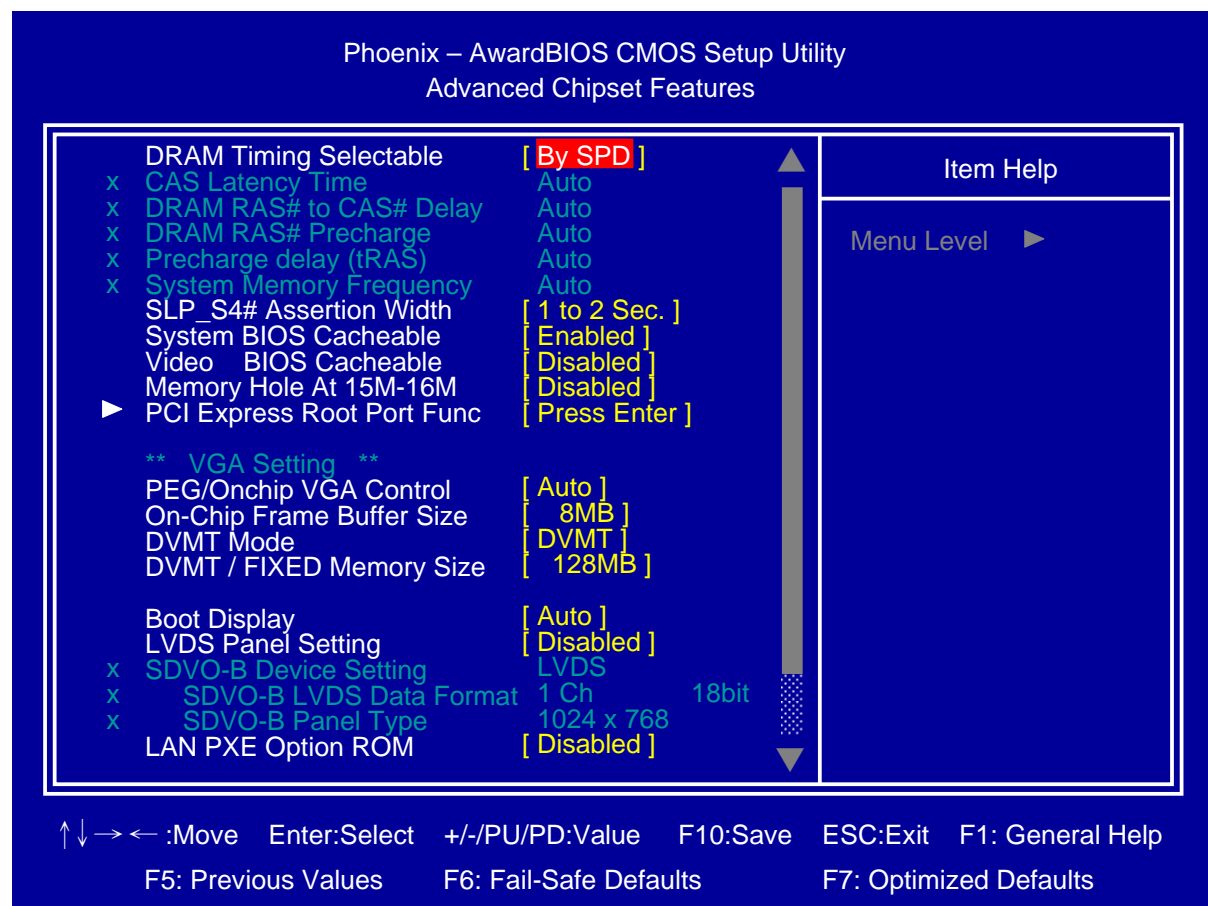 Phoenix – AwardBIOS CMOS Setup Utility
Advanced Chipset Features
DRAM Timing Selectable [ By SPD ]
x CAS Latency Time Auto
x DRAM RAS# to CAS# Delay Auto
x DRAM RAS# Precharge Auto
x Precharge delay (tRAS) Auto
x System Memory Frequency Auto
SLP_S4# Assertion Width [ 1 to 2 Sec. ]
System BIOS Cacheable [ Enabled ]
Video BIOS Cacheable [ Disabled ]
Memory Hole At 15M-16M [ Disabled ]
► PCI Express Root Port Func [ Press Enter ]
** VGA Setting **
PEG/Onchip VGA Control [ Auto ]
On-Chip Frame Buffer Size [ 8MB ]
DVMT Mode [ DVMT ]
DVMT / FIXED Memory Size [ 128MB ]
Boot Display [ Auto ]
LVDS Panel Setting [ Disabled ]
x SDVO-B Device Setting LVDS
x SDVO-B LVDS Data Format 1 Ch 18bit
x SDVO-B Panel Type 1024 x 768
LAN PXE Option ROM [ Disabled ]
Item Help
Menu Level ►
↑↓→← :Move Enter:Select +/-/PU/PD:Value F10:Save ESC:Exit F1: General Help
F5: Previous Values F6: Fail-Safe Defaults F7: Optimized Defaults